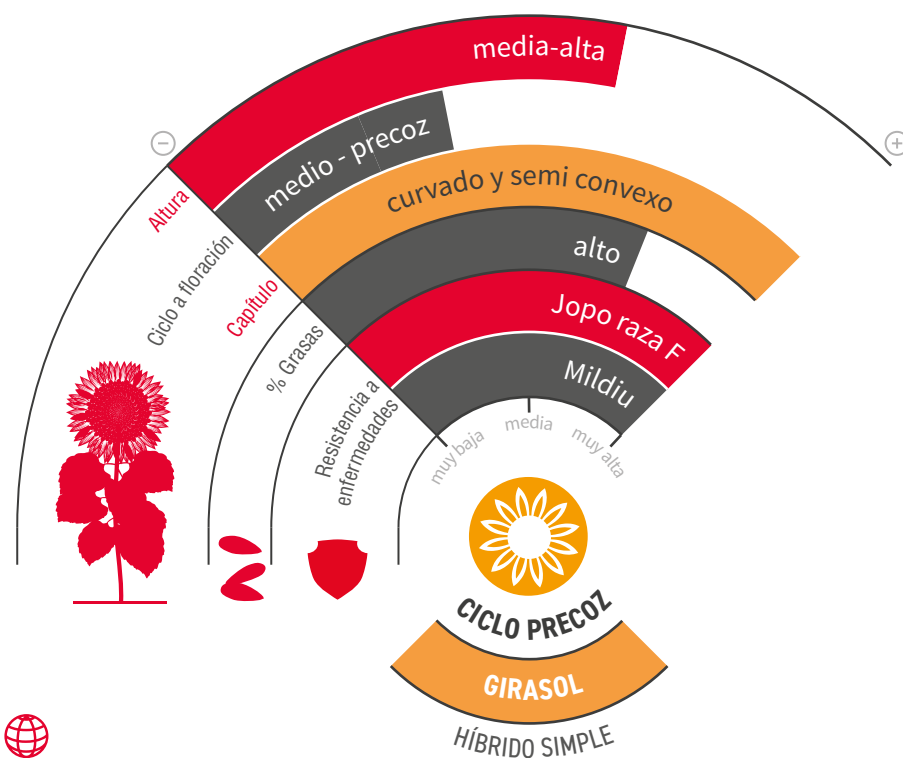 media-alta
medio - precoz
curvado y semi convexo
alto
Jopo raza F
Mildiu
Altura
Ciclo a floración
Capítulo
% Grasas
Resistencia a
enfermedades
muy baja
media
muy alta
CICLO PRECOZ
GIRASOL
HÍBRIDO SIMPLE